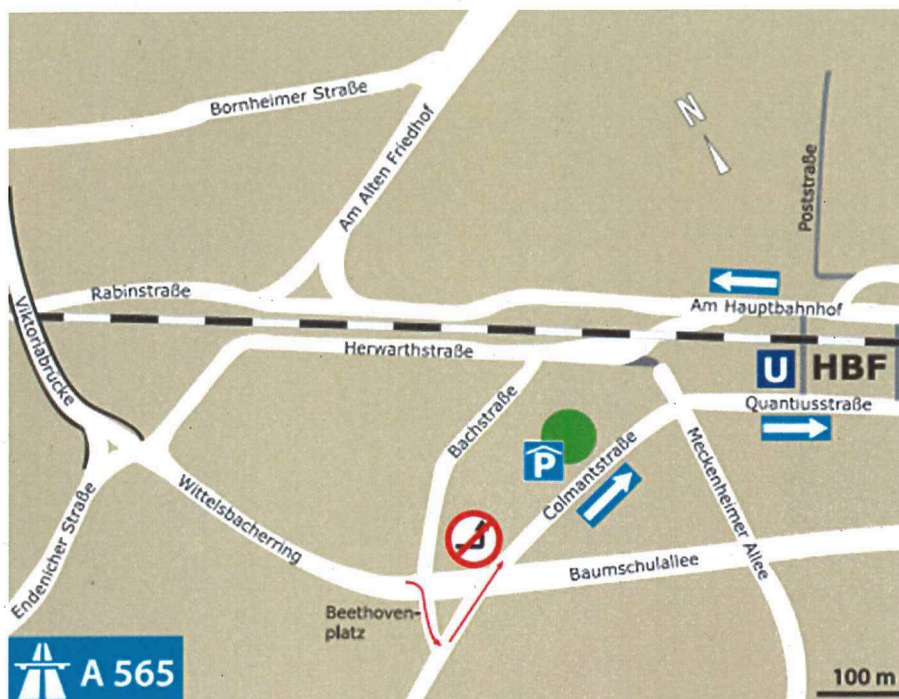 Bornheimer Straße
Am Alten Friedhof
N
Poststraße
Rabinstraße
Am Hauptbahnhof
Viktoriabrücke
Herwarthstraße
U HBF
Quantiusstraße
Bachstraße
P
Colmantstraße
Meckenheimer Allee
Wittelsbacherring
Endenicher Straße
Baumschulallee
Beethoven-
platz
A 565
100 m